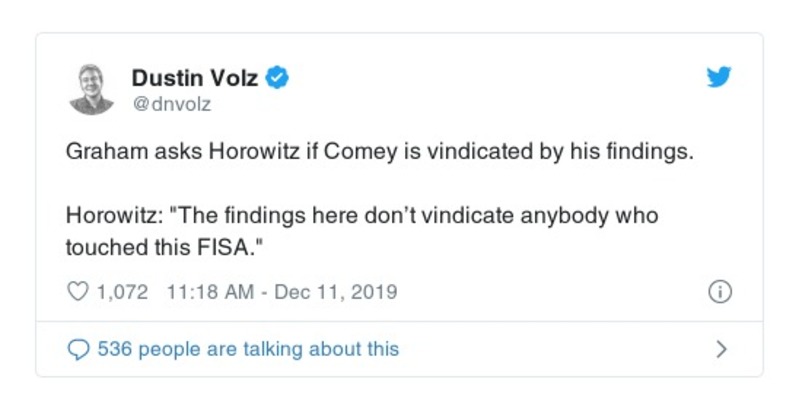 Dustin Volz
@dnvolz
Graham asks Horowitz if Comey is vindicated by his findings.
Horowitz: "The findings here don’t vindicate anybody who
touched this FISA."
1,072 11:18 AM - Dec 11, 2019
536 people are talking about this